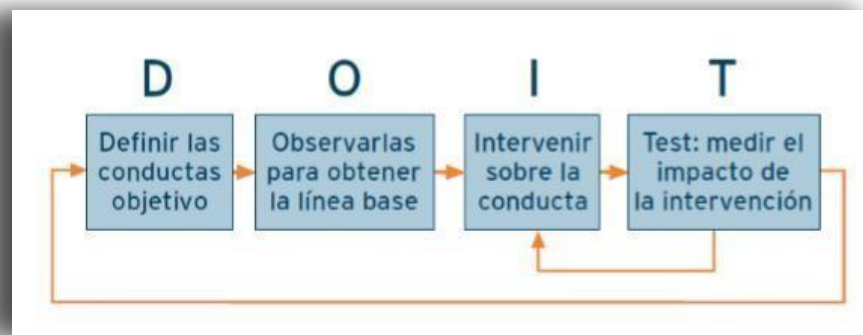 D
Definir las
conductas
objetivo
O
Observarlas
para obtener
la línea base
I
Intervenir
sobre la
conducta
T
Test: medir el
impacto de
la intervención